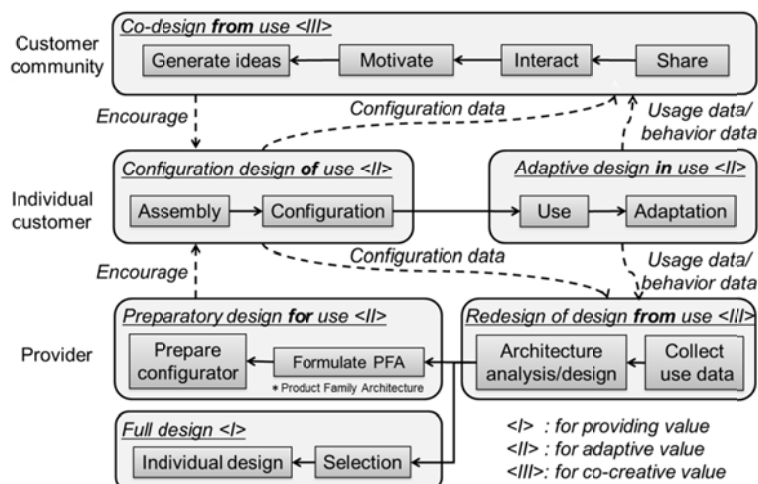 Co-design from use <III>
Customer
community
Generate ideas
Motivate
Interact
Share
Encourage
Configuration data
Usage data/
behavior data
Configuration design of use <II>
Adaptive design in use <II>
Individual
customer
Assembly
Configuration
Use
Adaptation
Encourage
Configuration data
Usage data/
behavior data
Preparatory design for use <II>
Redesign of design from use <III>
Provider
Prepare
configurator
Formulate PFA
* Product Family Architecture
Architecture
analysis/design
Collect
use data
Full design <I>
Individual design
Selection
<I> : for providing value
<II> : for adaptive value
<III>: for co-creative value